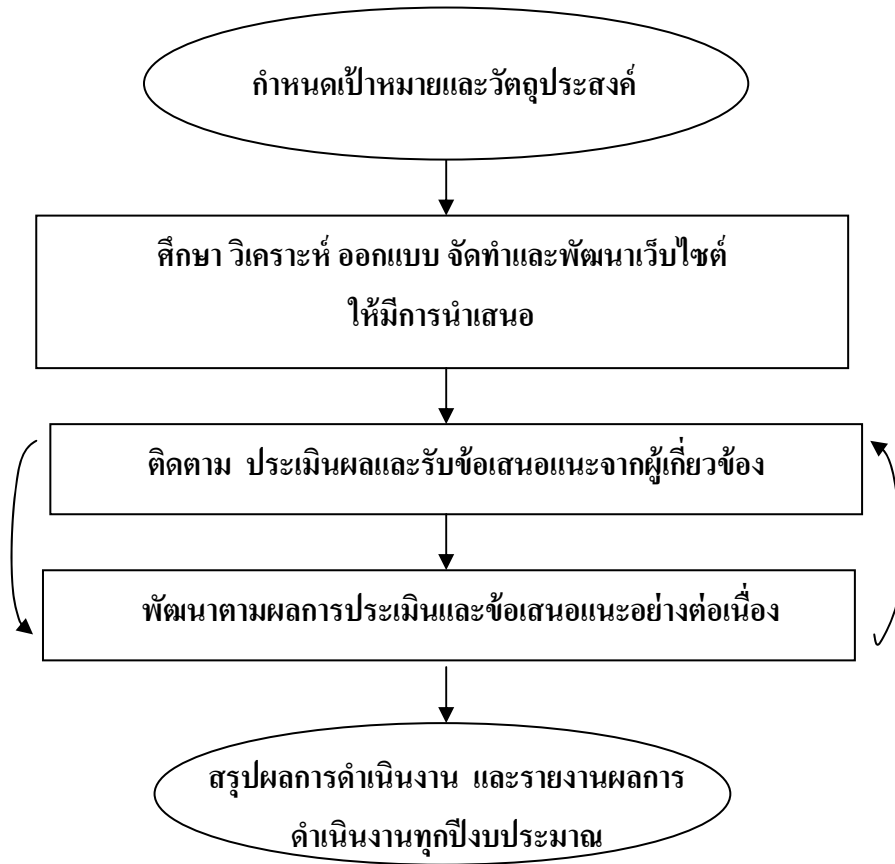 กำหนดเป้าหมายและวัตถุประสงค์
ศึกษา วิเคราะห์ ออกแบบ จัดทำและพัฒนาเว็บไซต์
ให้มีการนำเสนอ
ติดตาม ประเมินผลและรับข้อเสนอแนะจากผู้เกี่ยวข้อง
พัฒนาตามผลการประเมินและข้อเสนอแนะอย่างต่อเนื่อง
สรุปผลการดำเนินงาน และรายงานผลการ
ดำเนินงานทุกปีงบประมาณ